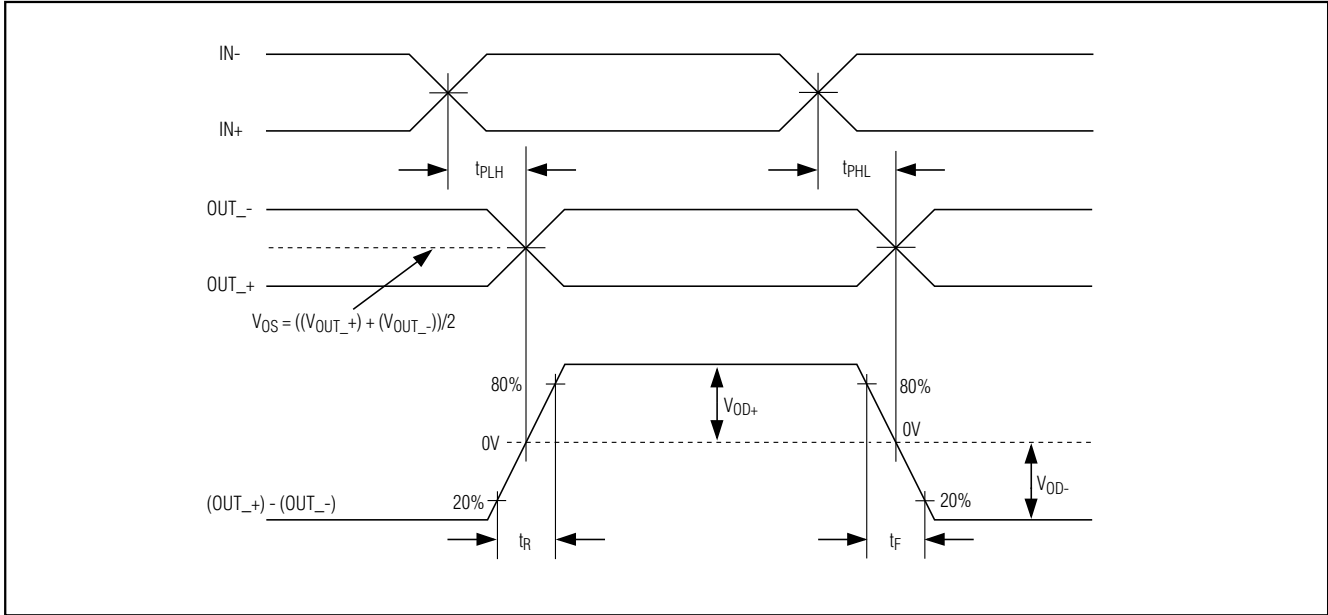 IN-
IN+
tPLH
tPHL
OUT_-
OUT_+
VOS = ((VOUT_+) + (VOUT_-))/2
80%
80%
VOD+
0V
0V
VOD-
(OUT_+) - (OUT_-)
20%
20%
tR
tF